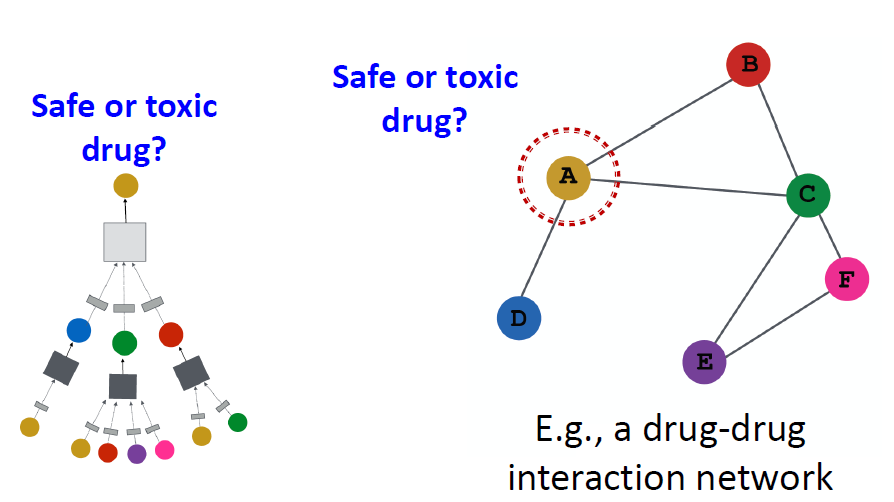 Safe or toxic
drug?
Safe or toxic
drug?
B
A
C
F
D
E
E.g., a drug-drug
interaction network